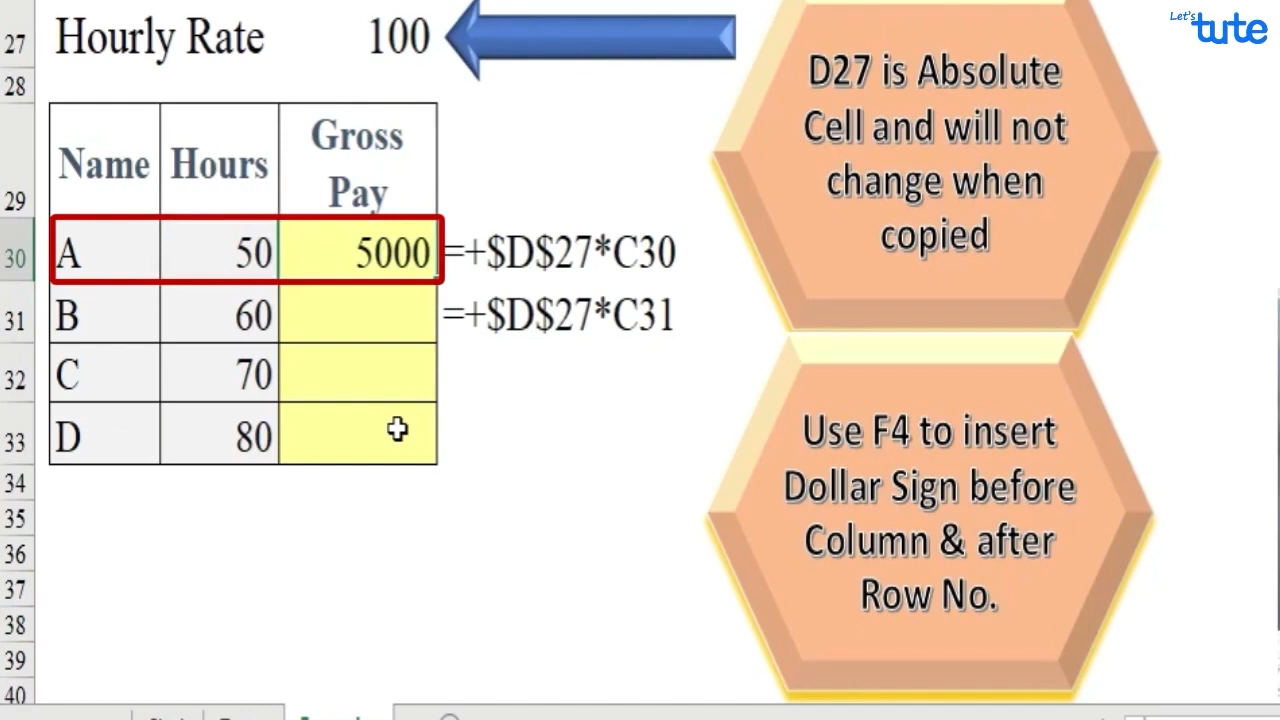 Let's
tute
27 Hourly Rate 100
28
29 Name Hours Gross Pay
30 A 50 5000 =+$D$27*C30
31 B 60 =+$D$27*C31
32 C 70
33 D 80
34
35
36
37
38
39
40
D27 is Absolute
Cell and will not
change when
copied
Use F4 to insert
Dollar Sign before
Column & after
Row No.